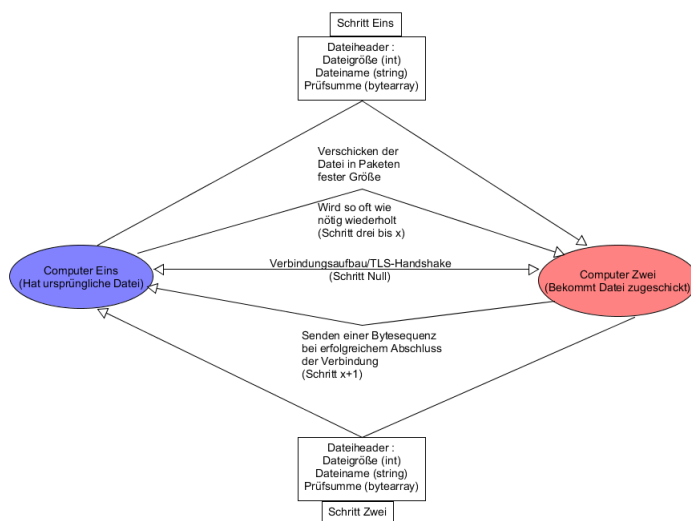 Schritt Eins
Dateiheader :
Dateigröße (int)
Dateiname (string)
Prüfsumme (bytearray)
Verschicken der
Datei in Paketen
fester Größe
Wird so oft wie
nötig wiederholt
(Schritt drei bis x)
Computer Eins
(Hat ursprüngliche Datei)
Verbindungsaufbau/TLS-Handshake
(Schritt Null)
Computer Zwei
(Bekommt Datei zugeschickt)
Senden einer Bytesequenz
bei erfolgreichem Abschluss
der Verbindung
(Schritt x+1)
Dateiheader :
Dateigröße (int)
Dateiname (string)
Prüfsumme (bytearray)
Schritt Zwei